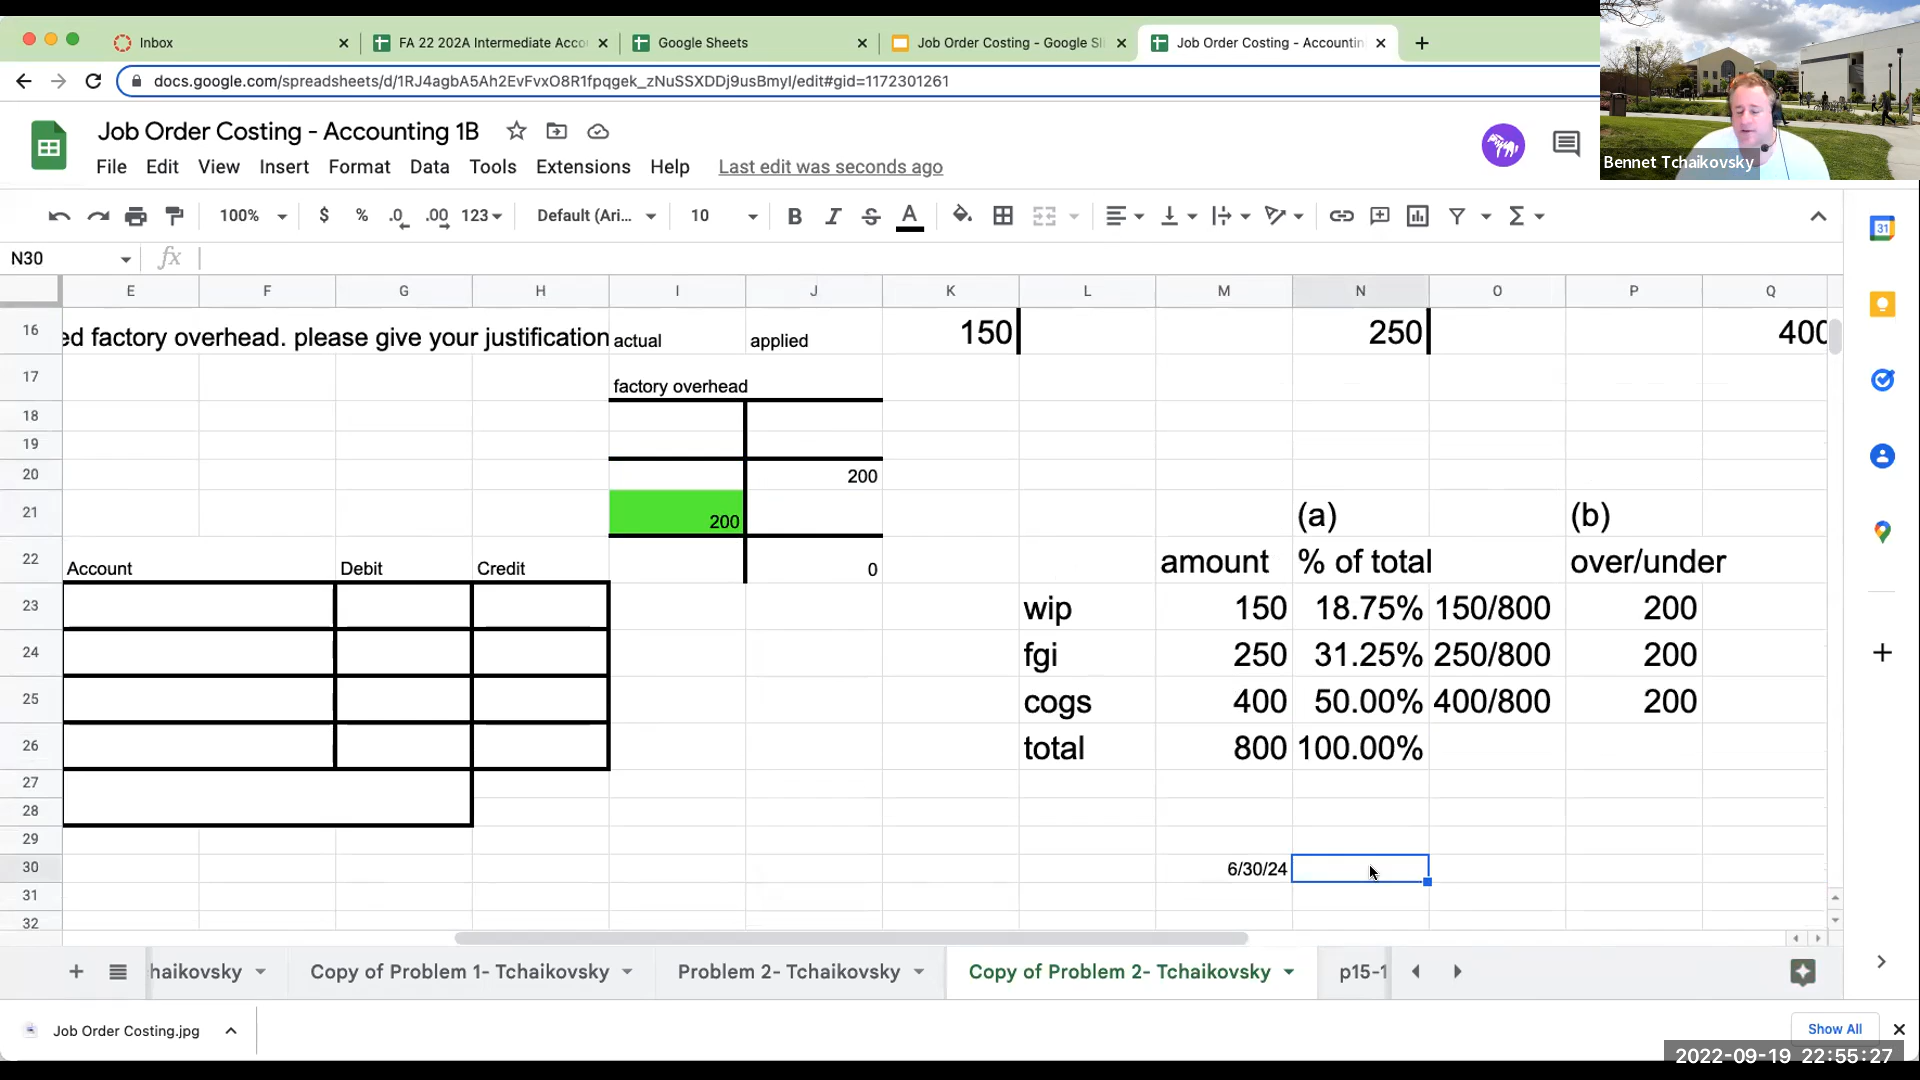 Inbox
FA 22 202A Intermediate Acco
Google Sheets
Job Order Costing - Google Sli
Job Order Costing - Accountin
docs.google.com/spreadsheets/d/1RJ4agbA5Ah2EvFvxO8R1fpqgek_zNuSSXDDj9usBmyI/edit#gid=1172301261
Bennet Tchaikovsky
Job Order Costing - Accounting 1B
File Edit View Insert Format Data Tools Extensions Help Last edit was seconds ago
100% $ % .0 .00 123 Default (Ari... 10 B I S A
N30 fx
31
E F G H I J K L M N O P Q
16 ed factory overhead. please give your justification actual applied 150 250 400
17 factory overhead
18
19
20 200
21 200 (a) (b)
22 Account Debit Credit 0 amount % of total over/under
23 wip 150 18.75% 150/800 200
24 fgi 250 31.25% 250/800 200
25 cogs 400 50.00% 400/800 200
26 total 800 100.00%
27
28
29
30 6/30/24
31
32
haikovsky Copy of Problem 1- Tchaikovsky Problem 2- Tchaikovsky Copy of Problem 2- Tchaikovsky p15-1
Job Order Costing.jpg
Show All
2022-09-19 22:55:27